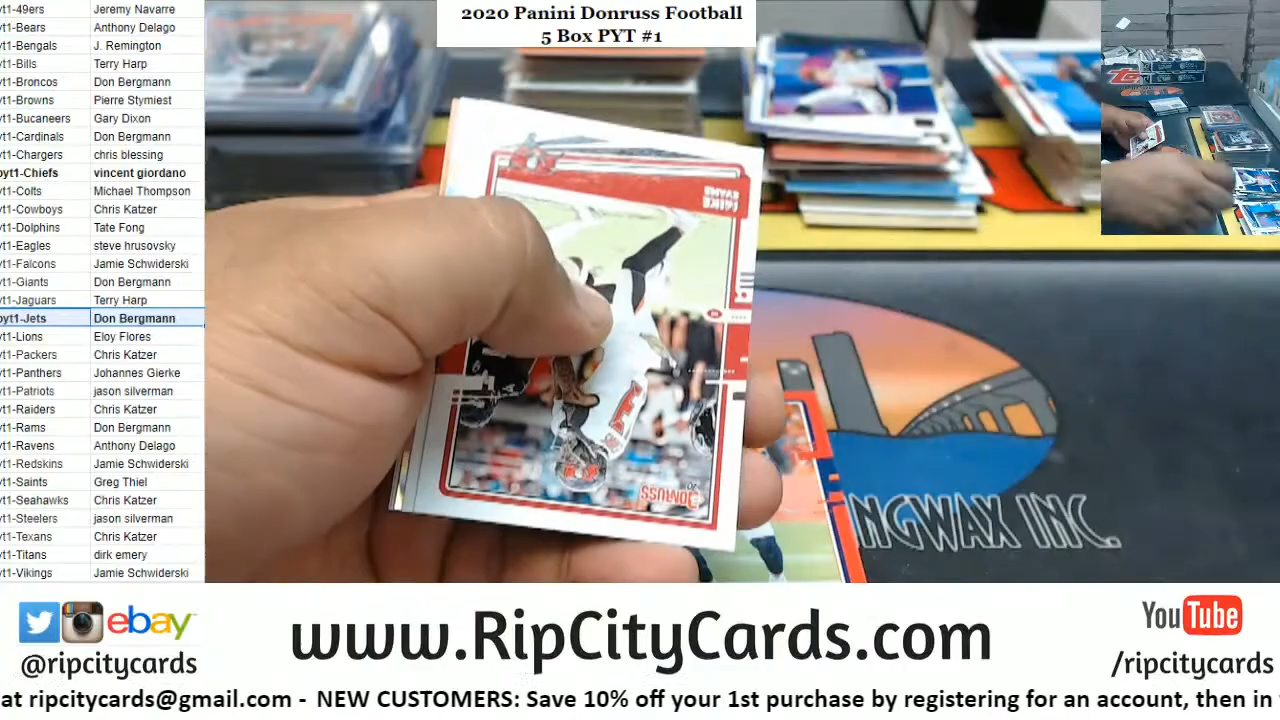 yt1-49ers Jeremy Navarre
yt1-Bears Anthony Delago
yt1-Bengals J. Remington
yt1-Bills Terry Harp
yt1-Broncos Don Bergmann
yt1-Browns Pierre Stymiest
yt1-Bucaneers Gary Dixon
yt1-Cardinals Don Bergmann
yt1-Chargers chris blessing
pyt1-Chiefs vincent giordano
yt1-Colts Michael Thompson
yt1-Cowboys Chris Katzer
yt1-Dolphins Tate Fong
yt1-Eagles steve hrusovsky
yt1-Falcons Jamie Schwiderski
yt1-Giants Don Bergmann
yt1-Jaguars Terry Harp
pyt1-Jets Don Bergmann
yt1-Lions Eloy Flores
yt1-Packers Chris Katzer
yt1-Panthers Johannes Gierke
yt1-Patriots jason silverman
yt1-Raiders Chris Katzer
yt1-Rams Don Bergmann
yt1-Ravens Anthony Delago
yt1-Redskins Jamie Schwiderski
yt1-Saints Greg Thiel
yt1-Seahawks Chris Katzer
yt1-Steelers jason silverman
yt1-Texans Chris Katzer
yt1-Titans dirk emery
yt1-Vikings Jamie Schwiderski
2020 Panini Donruss Football
5 Box PYT #1
MIKE
EVANS
WR
DONRUSS
NGWAX INC.
ebay
@ripcitycards
www.RipCityCards.com
YouTube
/ripcitycards
at ripcitycards@gmail.com - NEW CUSTOMERS: Save 10% off your 1st purchase by registering for an account, then in